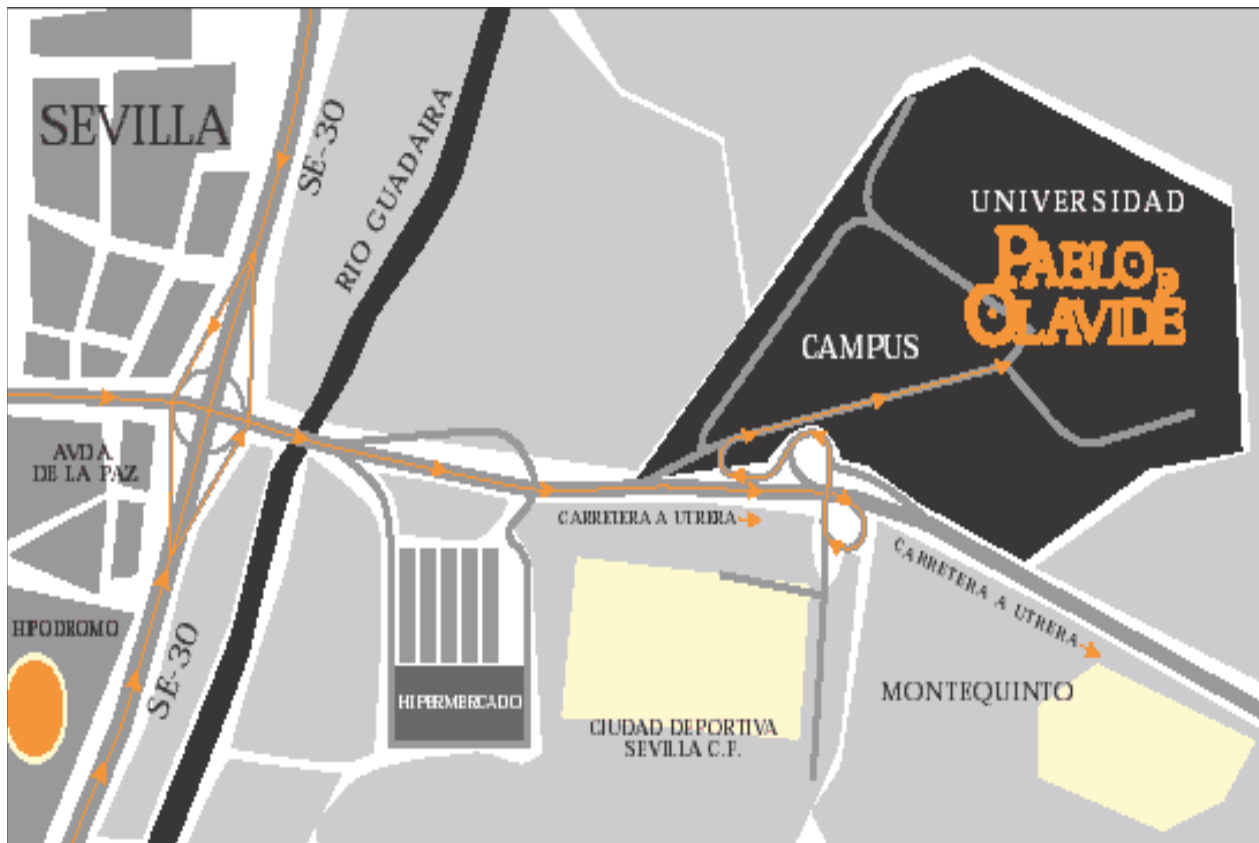 SEVILLA
SE-30
RIO GUADAIRA
UNIVERSIDAD
PABLO D
OLAVIDE
CAMPUS
AVDA
DE LA PAZ
CARRETERA A UTRERA
CARRETERA A UTRERA
HIPODROMO
SE-30
HIPERMERCADO
MONTEQUINTO
CIUDAD DEPORTIVA
SEVILLA C.F.